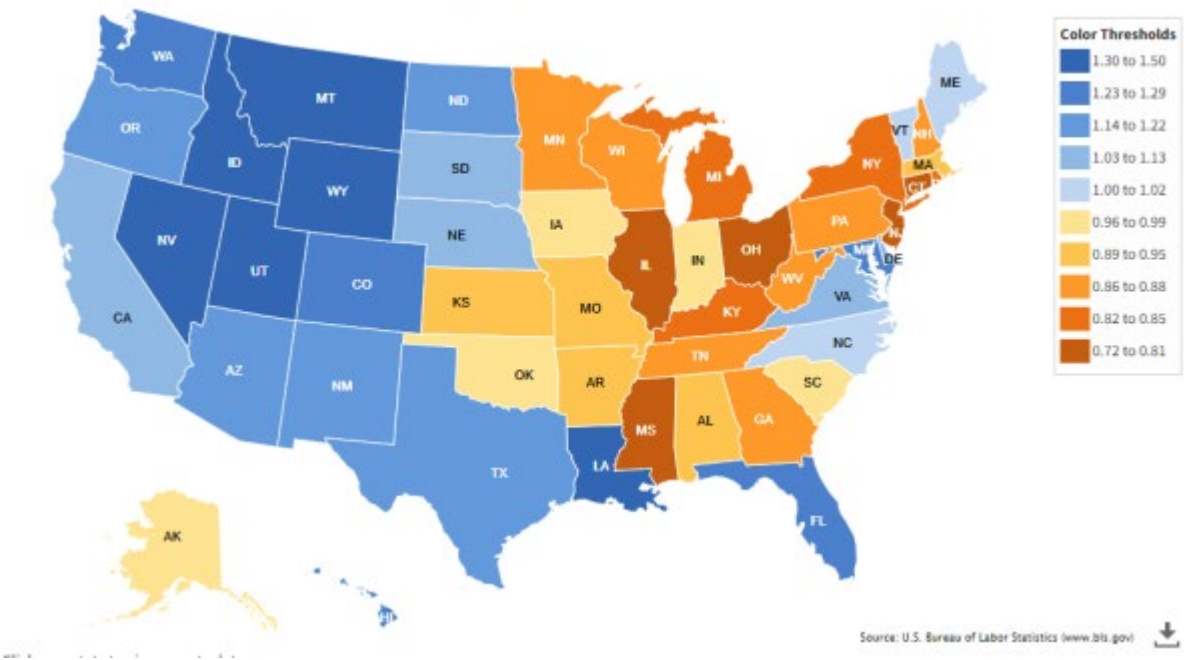 WA
MT
ND
OR
ID
WY
SD
NV
UT
CO
NE
CA
AZ
NM
KS
OK
TX
MN
WI
MI
IA
IL
IN
OH
MO
KY
WV
VA
PA
NY
VT
NH
ME
MA
CT
NJ
DE
NC
TN
AR
SC
MS
AL
GA
LA
FL
AK
HI
Color Thresholds
1.30 to 1.50
1.23 to 1.29
1.14 to 1.22
1.03 to 1.13
1.00 to 1.02
0.96 to 0.99
0.89 to 0.95
0.86 to 0.88
0.82 to 0.85
0.72 to 0.81
Source: U.S. Bureau of Labor Statistics (www.bls.gov)